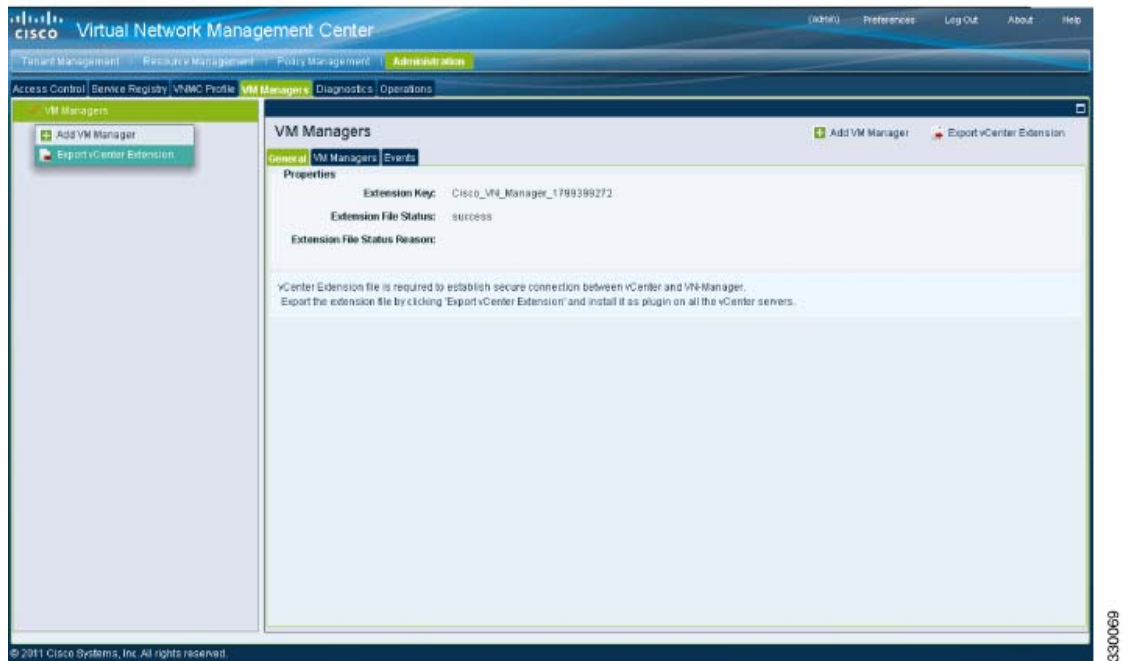 CISCO Virtual Network Management Center
(admin) Preferences Log Out About Help
Tenant Management Resource Management Policy Management Administration
Access Control Service Registry VNMC Profile VM Managers Diagnostics Operations
VM Managers
Add VM Manager
Export vCenter Extension
VM Managers
Add VM Manager Export vCenter Extension
General VM Managers Events
Properties
Extension Key: Cisco_VN_Manager_1799399272
Extension File Status: success
Extension File Status Reason:
vCenter Extension file is required to establish secure connection between vCenter and VN-Manager.
Export the extension file by clicking 'Export vCenter Extension' and install it as plugin on all the vCenter servers.
© 2011 Cisco Systems, Inc. All rights reserved.
330069